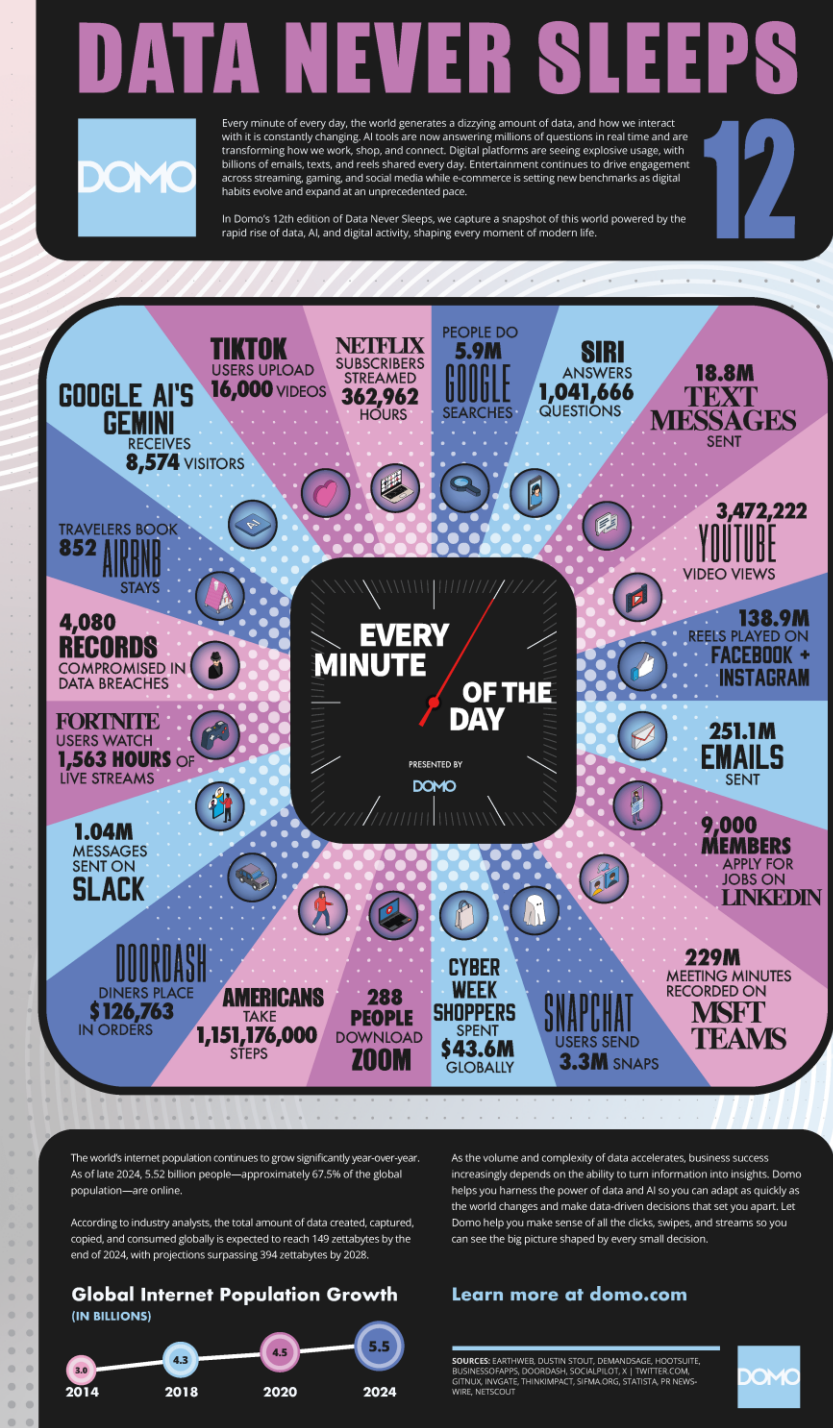 DATA NEVER SLEEPS
DOMO
Every minute of every day, the world generates a dizzying amount of data, and how we interact
with it is constantly changing. AI tools are now answering millions of questions in real time and are
transforming how we work, shop, and connect. Digital platforms are seeing explosive usage, with
billions of emails, texts, and reels shared every day. Entertainment continues to drive engagement
across streaming, gaming, and social media while e-commerce is setting new benchmarks as digital
habits evolve and expand at an unprecedented pace.
In Domo's 12th edition of Data Never Sleeps, we capture a snapshot of this world powered by the
rapid rise of data, AI, and digital activity, shaping every moment of modern life.
12
GOOGLE AI'S
GEMINI
RECEIVES
8,574 VISITORS
TIKTOK
USERS UPLOAD
16,000 VIDEOS
NETFLIX
SUBSCRIBERS
STREAMED
362,962
HOURS
PEOPLE DO
5.9M
GOOGLE
SEARCHES
SIRI
ANSWERS
1,041,666
QUESTIONS
18.8M
TEXT
MESSAGES
SENT
3,472,222
YOUTUBE
VIDEO VIEWS
138.9M
REELS PLAYED ON
FACEBOOK +
INSTAGRAM
251.1M
EMAILS
SENT
9,000
MEMBERS
APPLY FOR
JOBS ON
LINKEDIN
229M
MEETING MINUTES
RECORDED ON
MSFT
TEAMS
SNAPCHAT
USERS SEND
3.3M SNAPS
CYBER
WEEK
SHOPPERS
SPENT
$43.6M
GLOBALLY
288
PEOPLE
DOWNLOAD
ZOOM
AMERICANS
TAKE
1,151,176,000
STEPS
DOORDASH
DINERS PLACE
$126,763
IN ORDERS
1.04M
MESSAGES
SENT ON
SLACK
FORTNITE
USERS WATCH
1,563 HOURS OF
LIVE STREAMS
4,080
RECORDS
COMPROMISED IN
DATA BREACHES
TRAVELERS BOOK
852 AIRBNB
STAYS
AI
EVERY
MINUTE
OF THE
DAY
PRESENTED BY
DOMO
The world's internet population continues to grow significantly year-over-year.
As of late 2024, 5.52 billion people—approximately 67.5% of the global
population—are online.
According to industry analysts, the total amount of data created, captured,
copied, and consumed globally is expected to reach 149 zettabytes by the
end of 2024, with projections surpassing 394 zettabytes by 2028.
As the volume and complexity of data accelerates, business success
increasingly depends on the ability to turn information into insights. Domo
helps you harness the power of data and AI so you can adapt as quickly as
the world changes and make data-driven decisions that set you apart. Let
Domo help you make sense of all the clicks, swipes, and streams so you
can see the big picture shaped by every small decision.
Global Internet Population Growth
(IN BILLIONS)
3.0
4.3
4.5
5.5
2014
2018
2020
2024
Learn more at domo.com
SOURCES: EARTHWEB, DUSTIN STOUT, DEMANDSAGE, HOOTSUITE,
BUSINESSOFAPPS, DOORDASH, SOCIALPILOT, X | TWITTER.COM,
GITNUX, INVGATE, THINKIMPACT, SIFMA.ORG, STATISTA, PR NEWS-
WIRE, NETSCOUT
DOMO